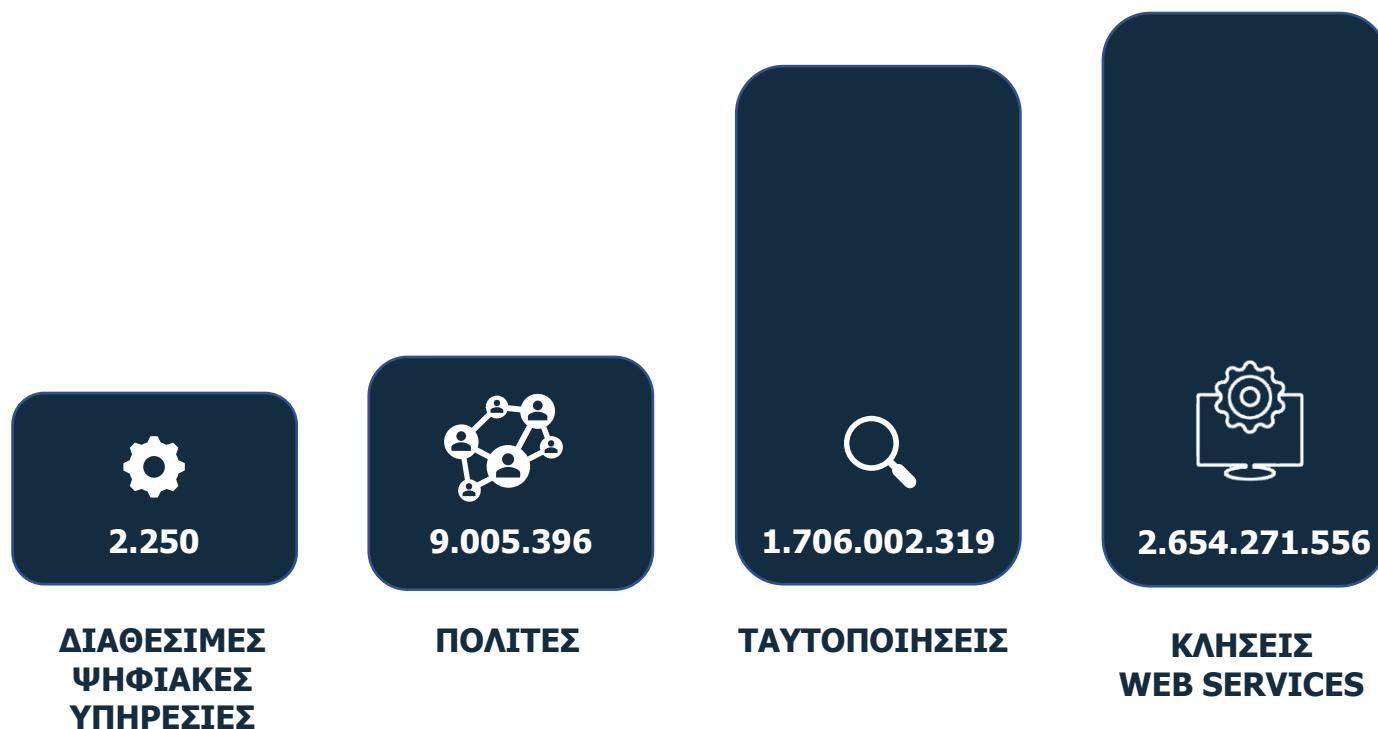 2.250
ΔΙΑΘΕΣΙΜΕΣ
ΨΗΦΙΑΚΕΣ
ΥΠΗΡΕΣΙΕΣ
9.005.396
ΠΟΛΙΤΕΣ
1.706.002.319
ΤΑΥΤΟΠΟΙΗΣΕΙΣ
2.654.271.556
ΚΛΗΣΕΙΣ
WEB SERVICES